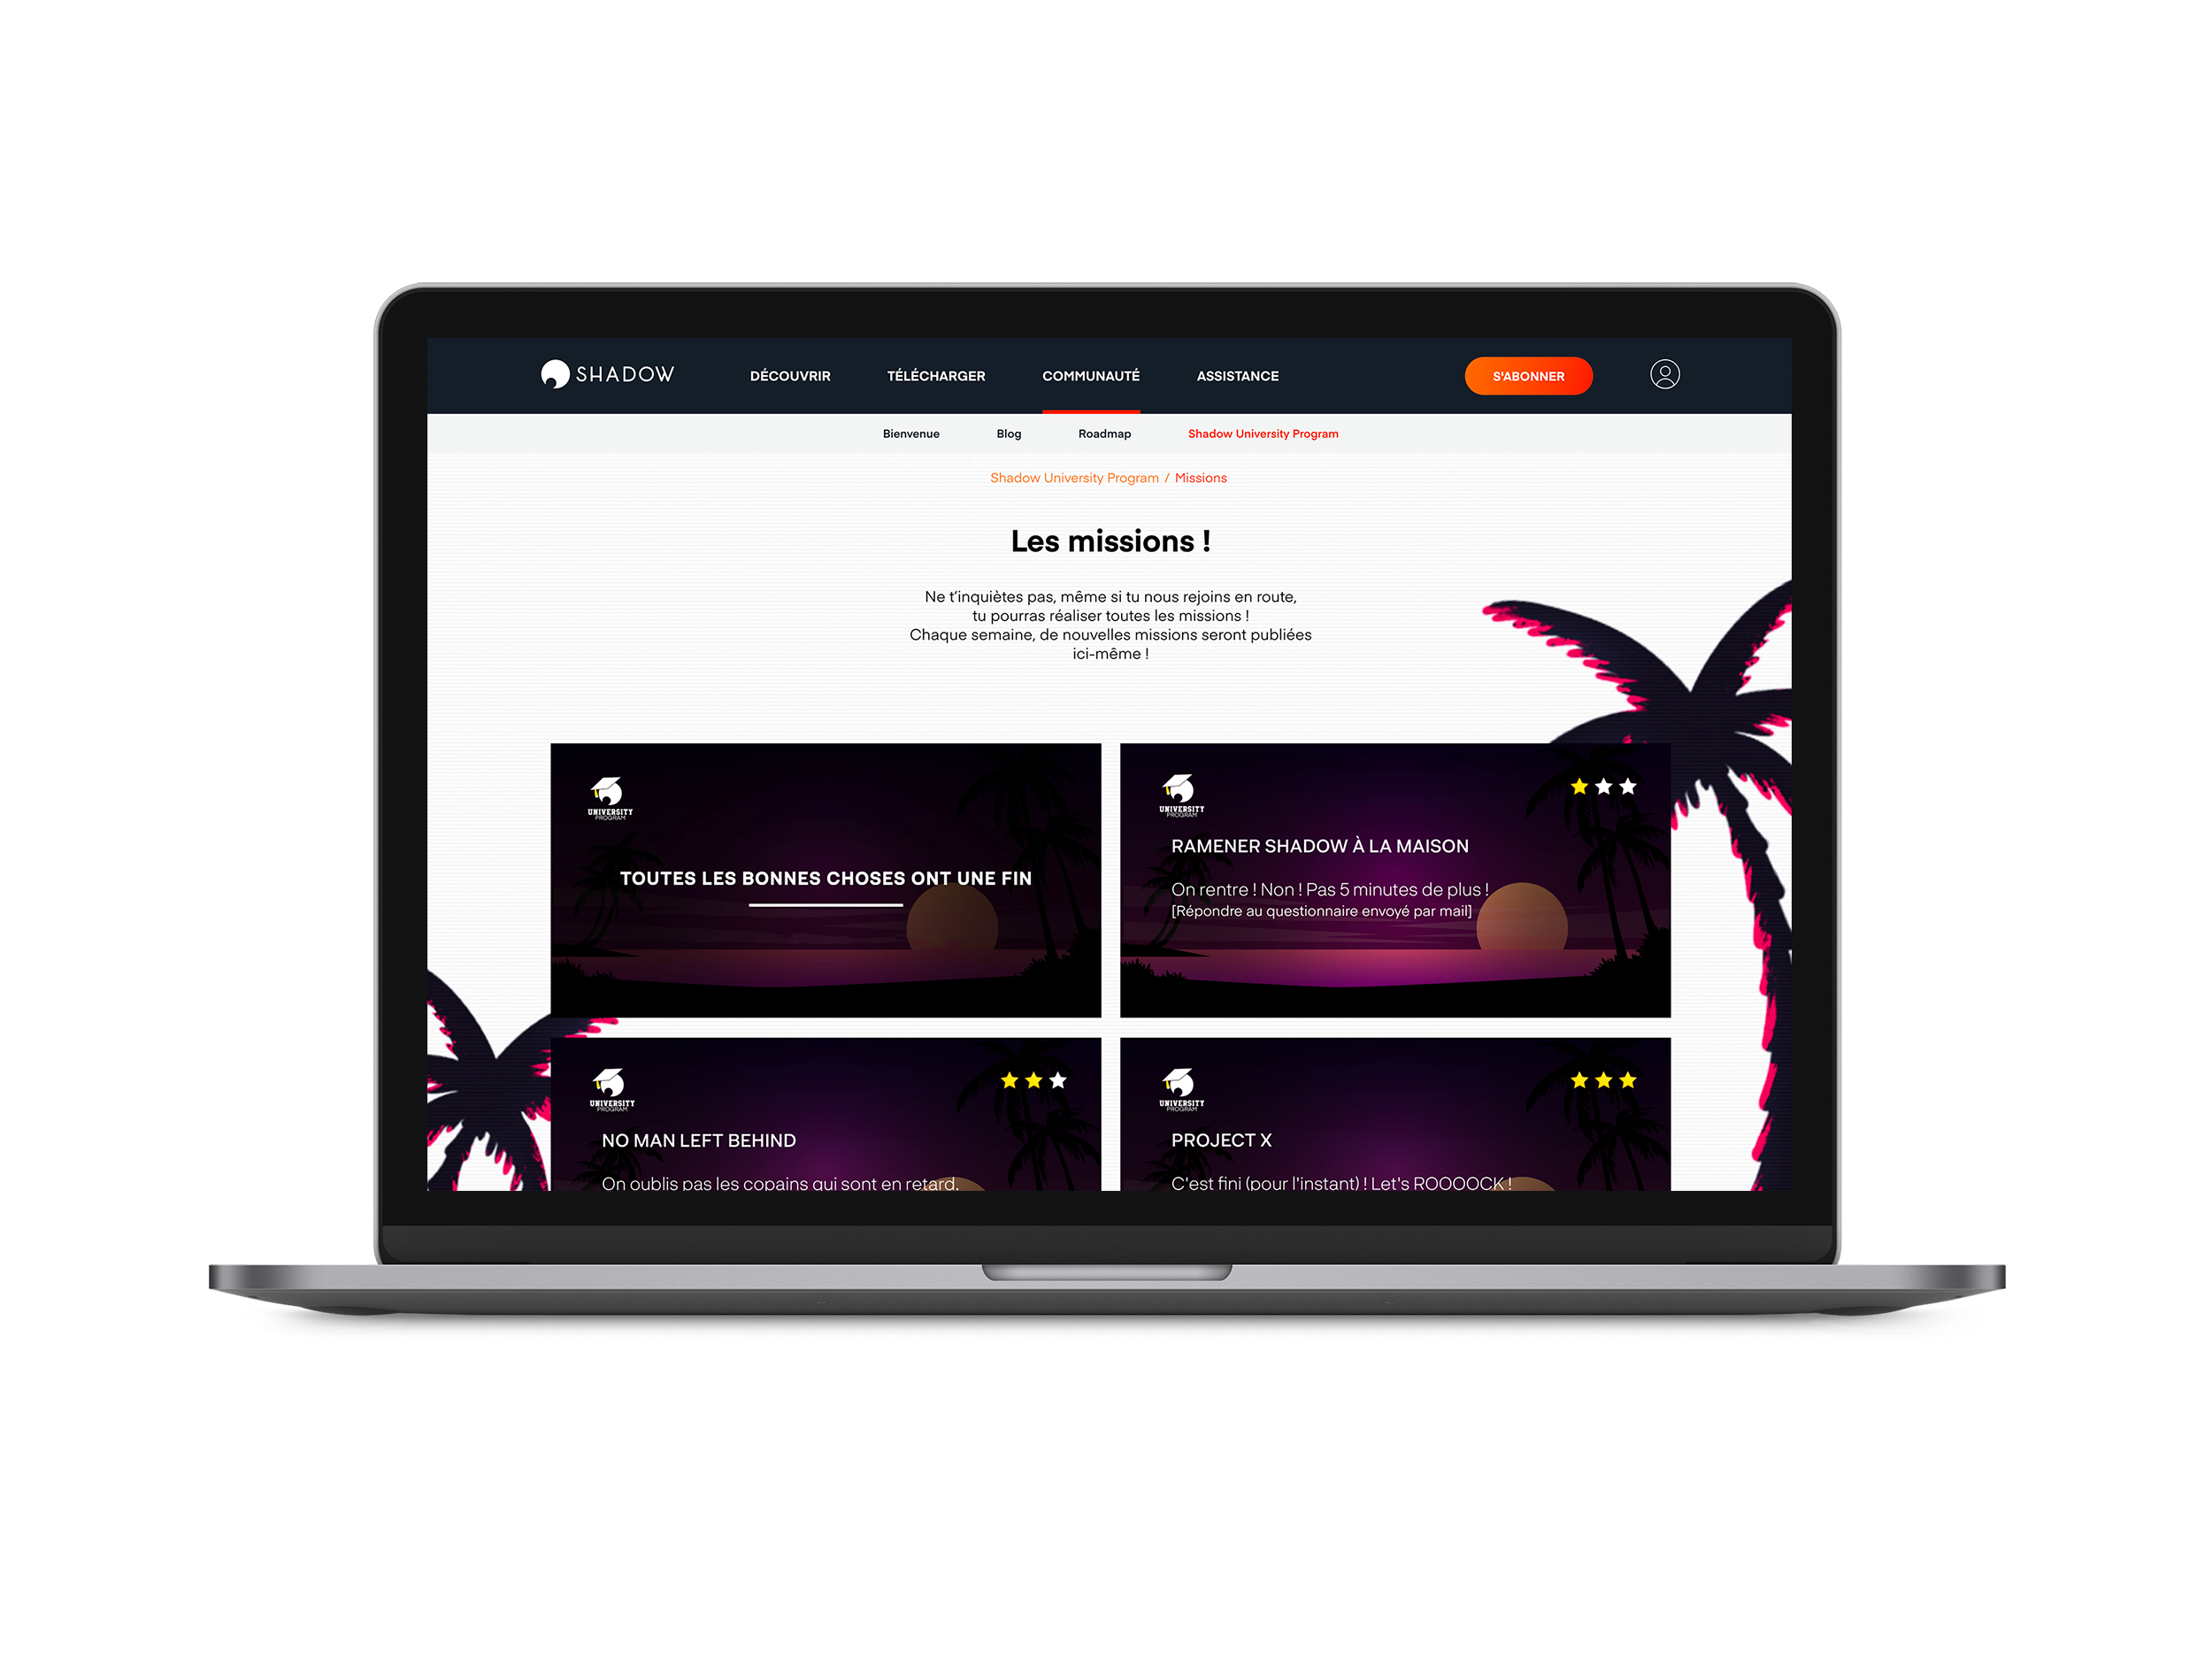 SHADOW
DÉCOUVRIR
TÉLÉCHARGER
COMMUNAUTÉ
ASSISTANCE
S'ABONNER
Bienvenue
Blog
Roadmap
Shadow University Program
Shadow University Program / Missions
Les missions !
Ne t’inquiètes pas, même si tu nous rejoins en route,
tu pourras réaliser toutes les missions !
Chaque semaine, de nouvelles missions seront publiées
ici-même !
UNIVERSITY
PROGRAM
TOUTES LES BONNES CHOSES ONT UNE FIN
UNIVERSITY
PROGRAM
RAMENER SHADOW À LA MAISON
On rentre ! Non ! Pas 5 minutes de plus !
[Répondre au questionnaire envoyé par mail]
UNIVERSITY
PROGRAM
NO MAN LEFT BEHIND
On oublis pas les copains qui sont en retard.
UNIVERSITY
PROGRAM
PROJECT X
C'est fini (pour l'instant) ! Let's ROOOOCK !